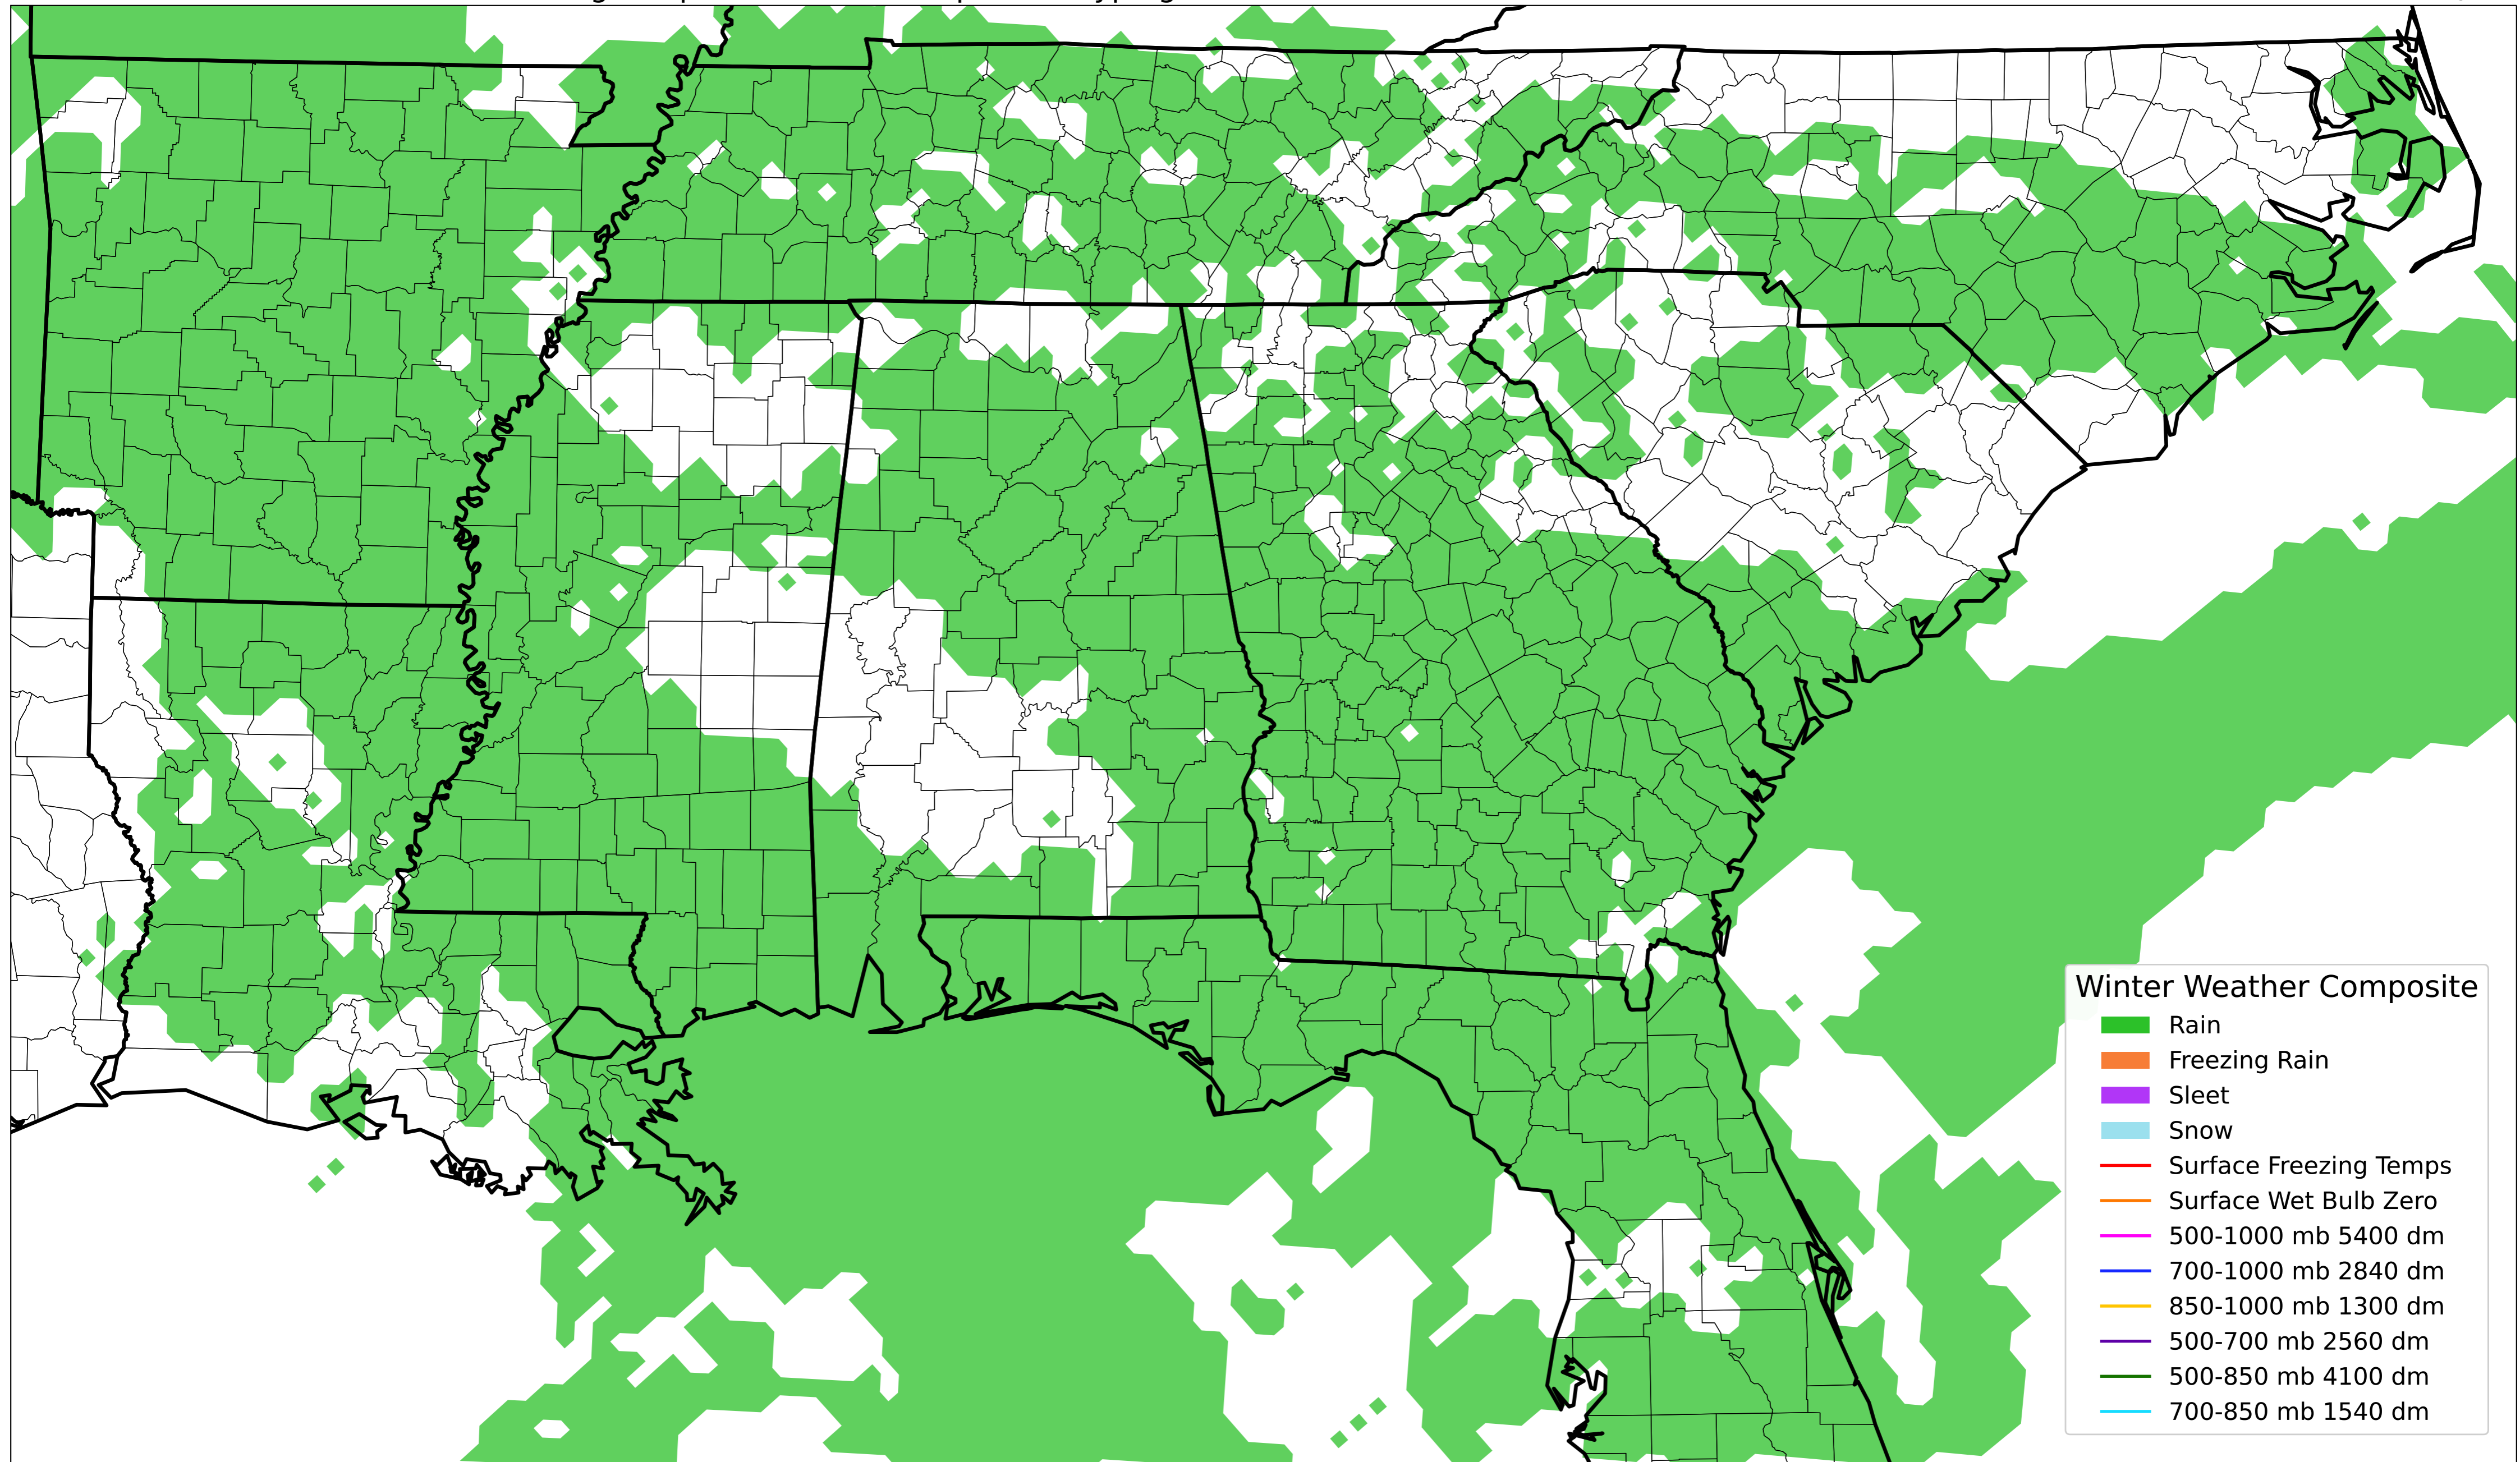 Winter Weather Composite
Rain
Freezing Rain
Sleet
Snow
Surface Freezing Temps
Surface Wet Bulb Zero
500-1000 mb 5400 dm
700-1000 mb 2840 dm
850-1000 mb 1300 dm
500-700 mb 2560 dm
500-850 mb 4100 dm
700-850 mb 1540 dm